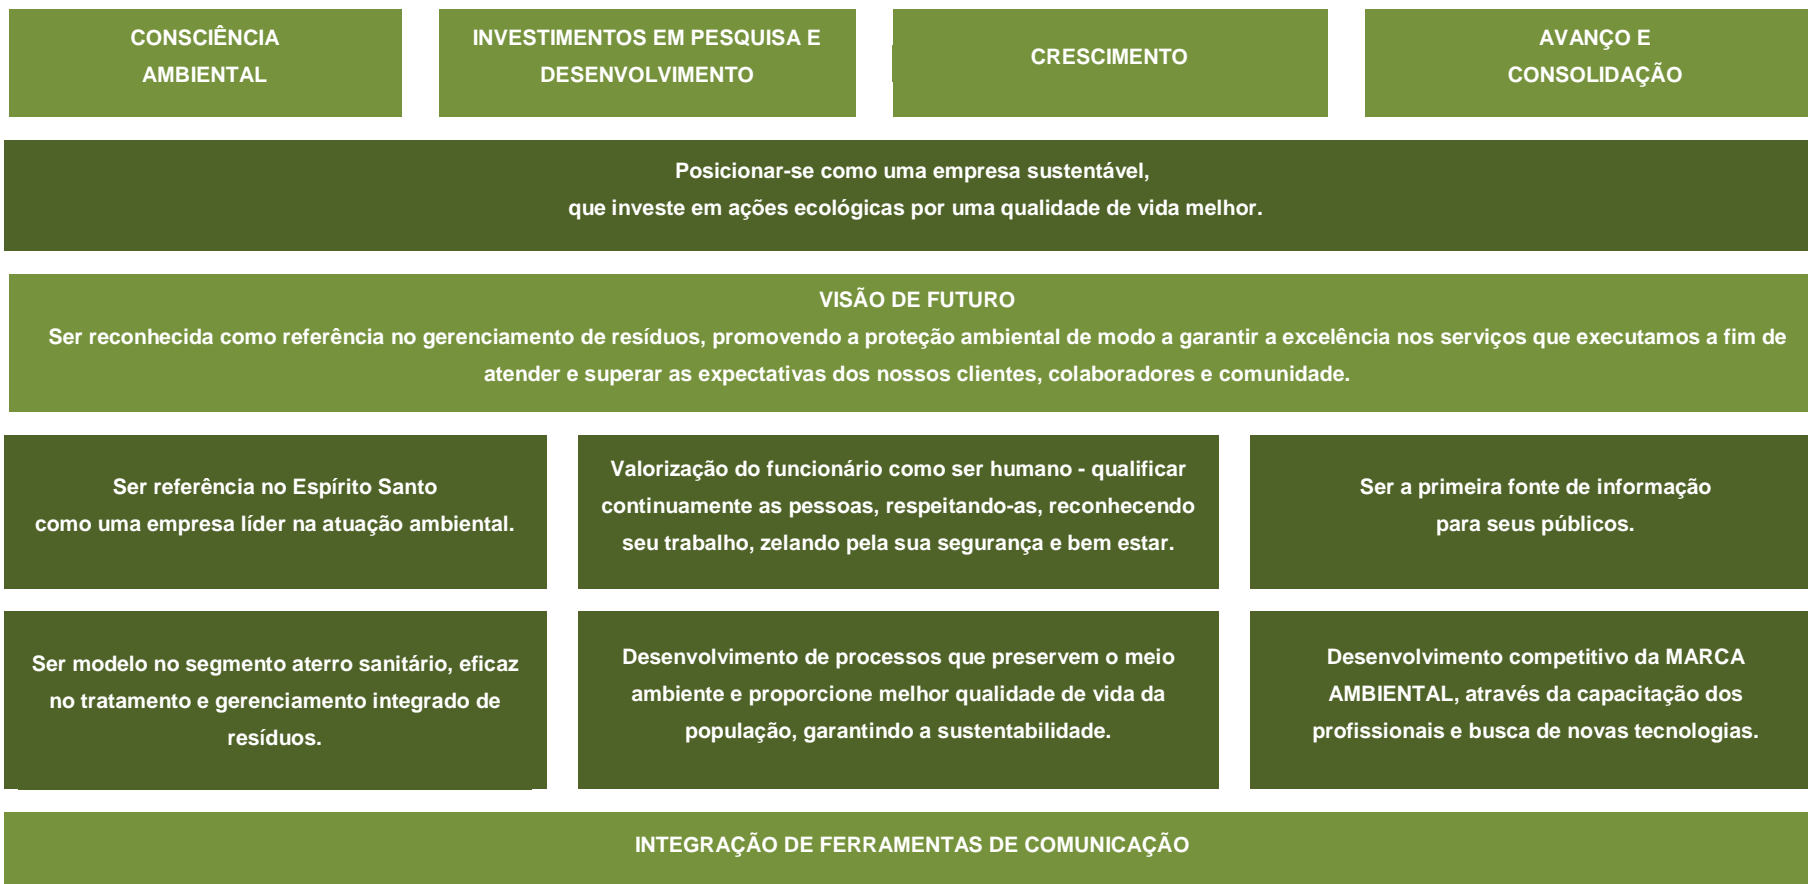 CONSCIÊNCIA
AMBIENTAL
INVESTIMENTOS EM PESQUISA E
DESENVOLVIMENTO
CRESCIMENTO
AVANÇO E
CONSOLIDAÇÃO
Posicionar-se como uma empresa sustentável,
que investe em ações ecológicas por uma qualidade de vida melhor.
VISÃO DE FUTURO
Ser reconhecida como referência no gerenciamento de resíduos, promovendo a proteção ambiental de modo a garantir a excelência nos serviços que executamos a fim de
atender e superar as expectativas dos nossos clientes, colaboradores e comunidade.
Ser referência no Espírito Santo
como uma empresa líder na atuação ambiental.
Valorização do funcionário como ser humano - qualificar
continuamente as pessoas, respeitando-as, reconhecendo
seu trabalho, zelando pela sua segurança e bem estar.
Ser a primeira fonte de informação
para seus públicos.
Ser modelo no segmento aterro sanitário, eficaz
no tratamento e gerenciamento integrado de
resíduos.
Desenvolvimento de processos que preservem o meio
ambiente e proporcione melhor qualidade de vida da
população, garantindo a sustentabilidade.
Desenvolvimento competitivo da MARCA
AMBIENTAL, através da capacitação dos
profissionais e busca de novas tecnologias.
INTEGRAÇÃO DE FERRAMENTAS DE COMUNICAÇÃO